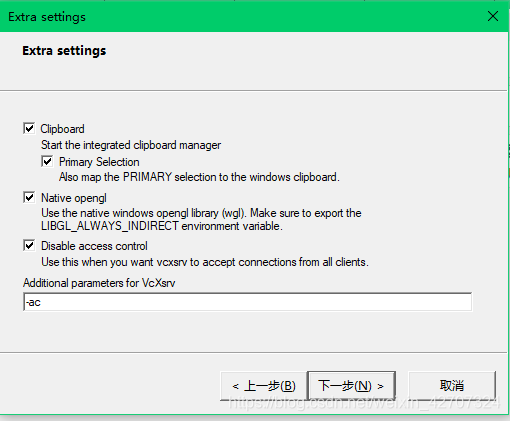 Extra settings
Extra settings
Clipboard
Start the integrated clipboard manager
Primary Selection
Also map the PRIMARY selection to the windows clipboard.
Native opengl
Use the native windows opengl library (wgl). Make sure to export the
LIBGL_ALWAYS_INDIRECT environment variable.
Disable access control
Use this when you want vcxsrv to accept connections from all clients.
Additional parameters for VcXsrv
-ac
< 上一步(B)
下一步(N) >
取消
https://blog.csdn.net/weixin_42707324